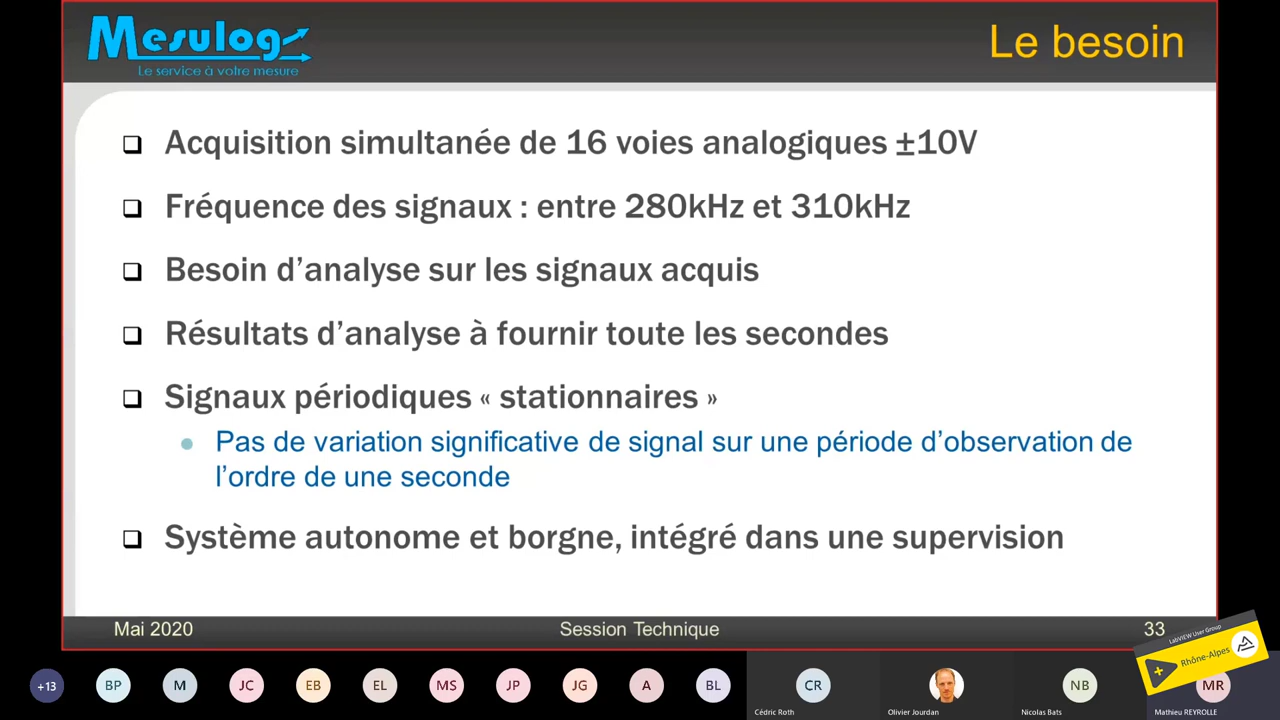 Mesulog
Le service à votre mesure
Le besoin
Acquisition simultanée de 16 voies analogiques ±10V
Fréquence des signaux : entre 280kHz et 310kHz
Besoin d’analyse sur les signaux acquis
Résultats d’analyse à fournir toute les secondes
Signaux périodiques « stationnaires »
Pas de variation significative de signal sur une période d’observation de
l’ordre de une seconde
Système autonome et borgne, intégré dans une supervision
Mai 2020
Session Technique
33
LabVIEW User Group
Rhône-Alpes
+13
BP
M
JC
EB
EL
MS
JP
JG
A
BL
CR
NB
MR
Cédric Roth
Olivier Jourdan
Nicolas Bats
Mathieu REYROLLE